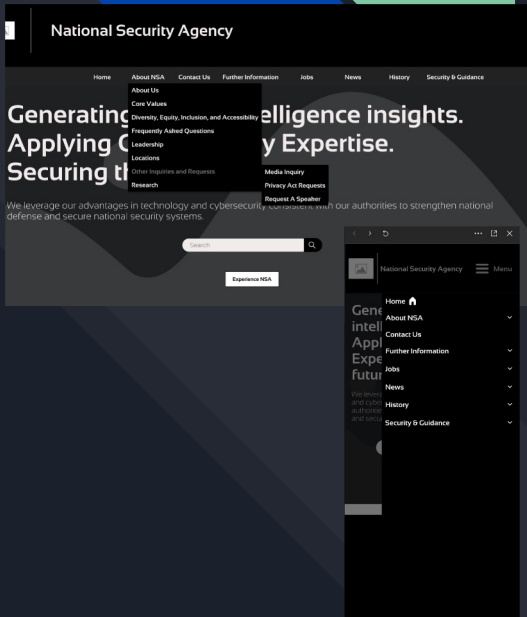 National Security Agency
Home About NSA Contact Us Further Information Jobs News History Security & Guidance
About Us
Core Values
Diversity, Equity, Inclusion, and Accessibility
Frequently Ashed Questions
Leadership
Locations
Other Inquiries and Requests
Research
Media Inquiry
Privacy Act Requests
Request A Speaker
Generating elligence insights.
Applying C y Expertise.
Securing th
We leverage our advantages in technology and cybersecurity consistent with our authorities to strengthen national
defense and secure national security systems.
Search
Experience NSA
National Security Agency Menu
Home
About NSA
Contact Us
Further Information
Jobs
News
History
Security & Guidance
Gene
intell
Appl
Expe
futur
We levera
and cyber
authoritie
and secur